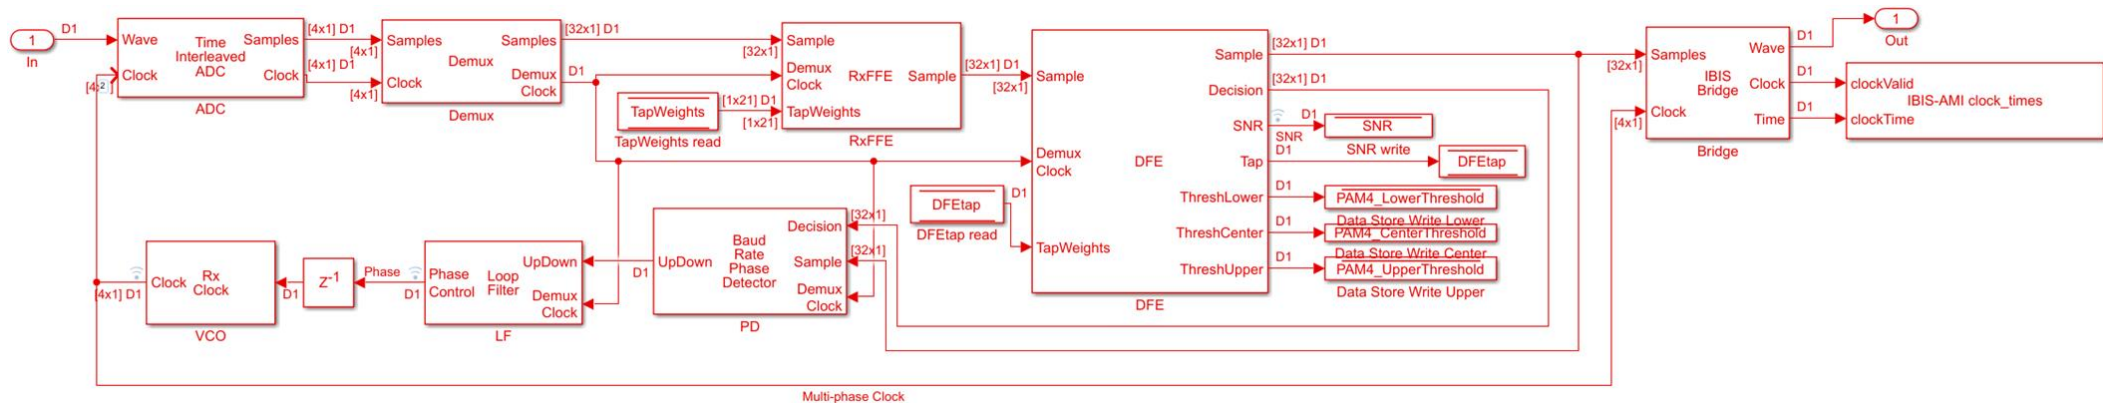 1
In
D1
Wave
Clock
[4
2
]
Time
Interleaved
ADC
Samples
Clock
ADC
[4x1] D1
[4x1]
[4x1] D1
[4x1]
Samples
Clock
Demux
Samples
Demux
Clock
Demux
[32x1] D1
[32x1]
D1
TapWeights
TapWeights read
[1x21] D1
[1x21]
Sample
Demux
Clock
TapWeights
RxFFE
Sample
RxFFE
[32x1] D1
[32x1]
DFEtap
DFEtap read
D1
Sample
Demux
Clock
TapWeights
DFE
Sample
Decision
SNR
Tap
ThreshLower
ThreshCenter
ThreshUpper
DFE
[32x1] D1
[32x1] D1
D1
SNR
SNR
SNR write
D1
DFEtap
D1
PAM4_LowerThreshold
Data Store Write Lower
D1
PAM4_CenterThreshold
Data Store Write Center
D1
PAM4_UpperThreshold
Data Store Write Upper
[32x1]
Samples
Clock
[4x1]
IBIS
Bridge
Wave
Clock
Time
Bridge
D1
D1
D1
1
Out
clockValid
clockTime
IBIS-AMI clock_times
[4x1] D1
Clock
Rx
Clock
VCO
D1
Z-1
Phase
D1
Phase
Control
Loop
Filter
UpDown
Demux
Clock
LF
D1
UpDown
Baud
Rate
Phase
Detector
Decision
Sample
Demux
Clock
PD
[32x1]
[32x1]
Multi-phase Clock